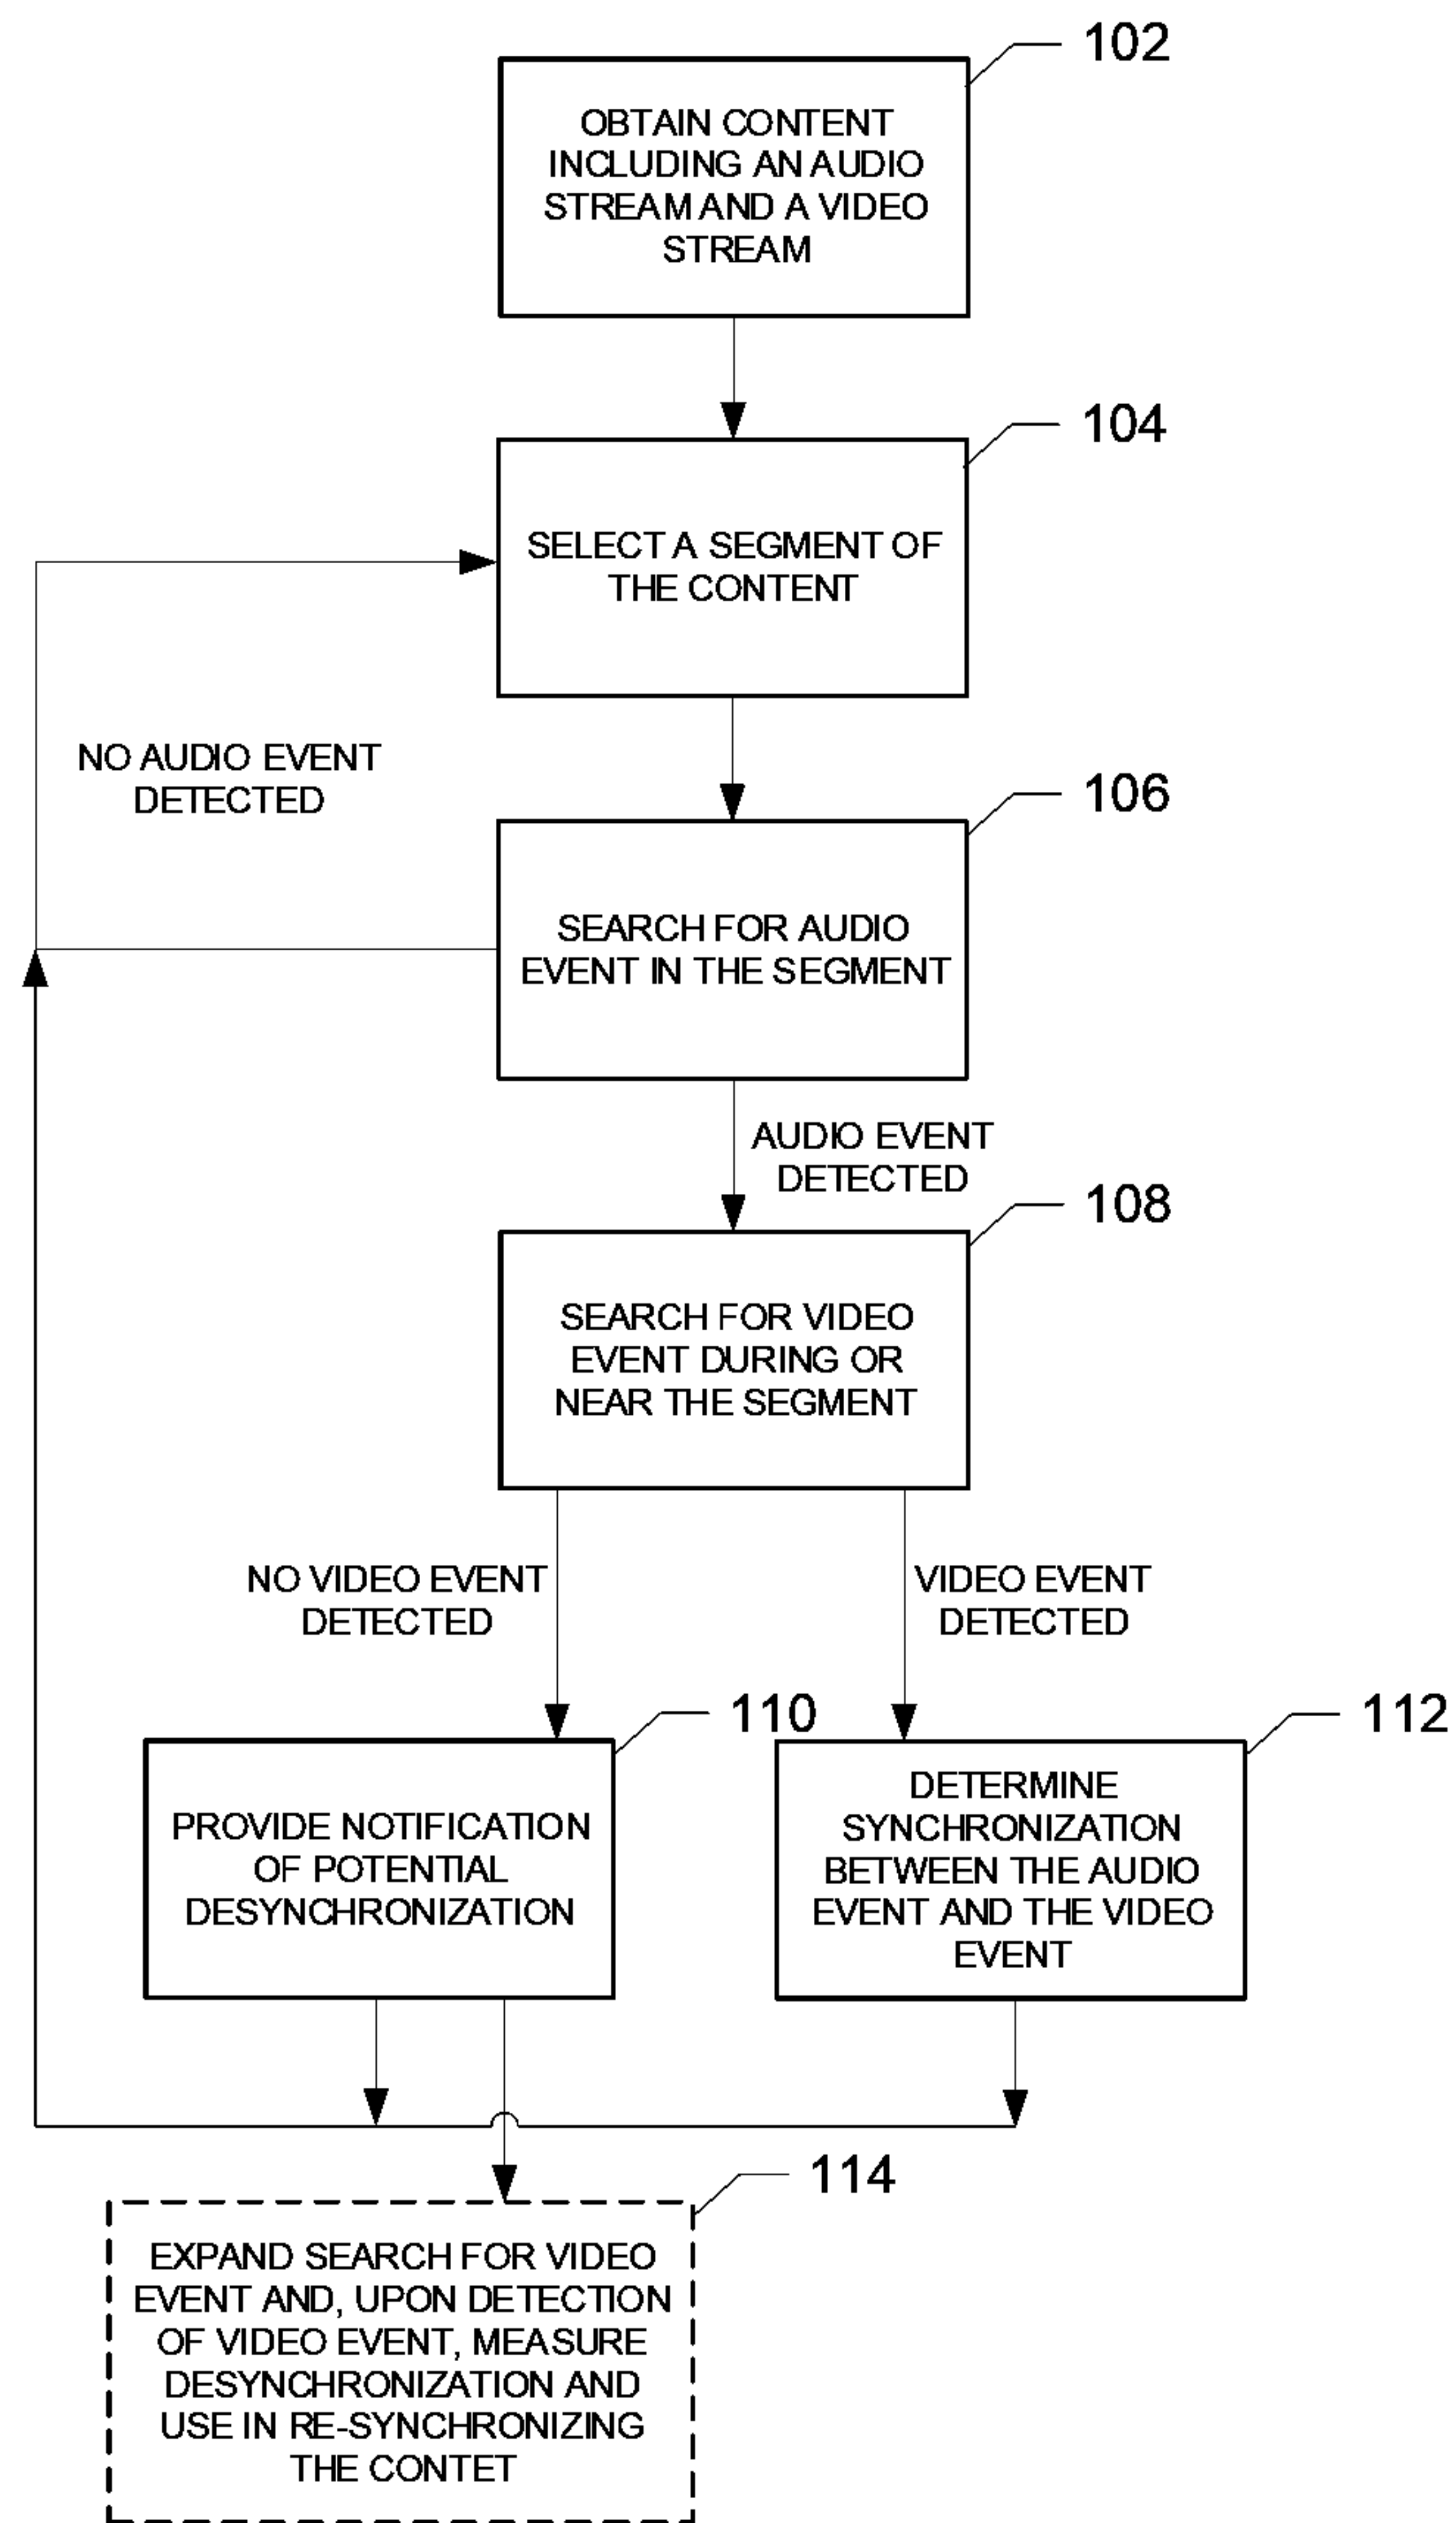 102
OBTAIN CONTENT
INCLUDING AN AUDIO
STREAM AND A VIDEO
STREAM
104
SELECT A SEGMENT OF
THE CONTENT
NO AUDIO EVENT
DETECTED
106
SEARCH FOR AUDIO
EVENT IN THE SEGMENT
AUDIO EVENT
DETECTED
108
SEARCH FOR VIDEO
EVENT DURING OR
NEAR THE SEGMENT
NO VIDEO EVENT
DETECTED
VIDEO EVENT
DETECTED
110
PROVIDE NOTIFICATION
OF POTENTIAL
DESYNCHRONIZATION
112
DETERMINE
SYNCHRONIZATION
BETWEEN THE AUDIO
EVENT AND THE VIDEO
EVENT
114
EXPAND SEARCH FOR VIDEO
EVENT AND, UPON DETECTION
OF VIDEO EVENT, MEASURE
DESYNCHRONIZATION AND
USE IN RE-SYNCHRONIZING
THE CONTET